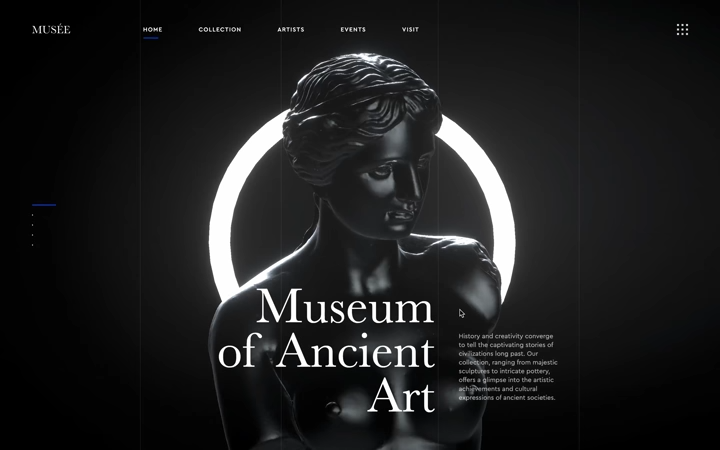 MUSÉE
HOME
COLLECTION
ARTISTS
EVENTS
VISIT
Museum
of Ancient
Art
History and creativity converge
to tell the captivating stories of
civilizations long past. Our
collection, ranging from majestic
sculptures to intricate pottery,
offers a glimpse into the artistic
achievements and cultural
expressions of ancient societies.